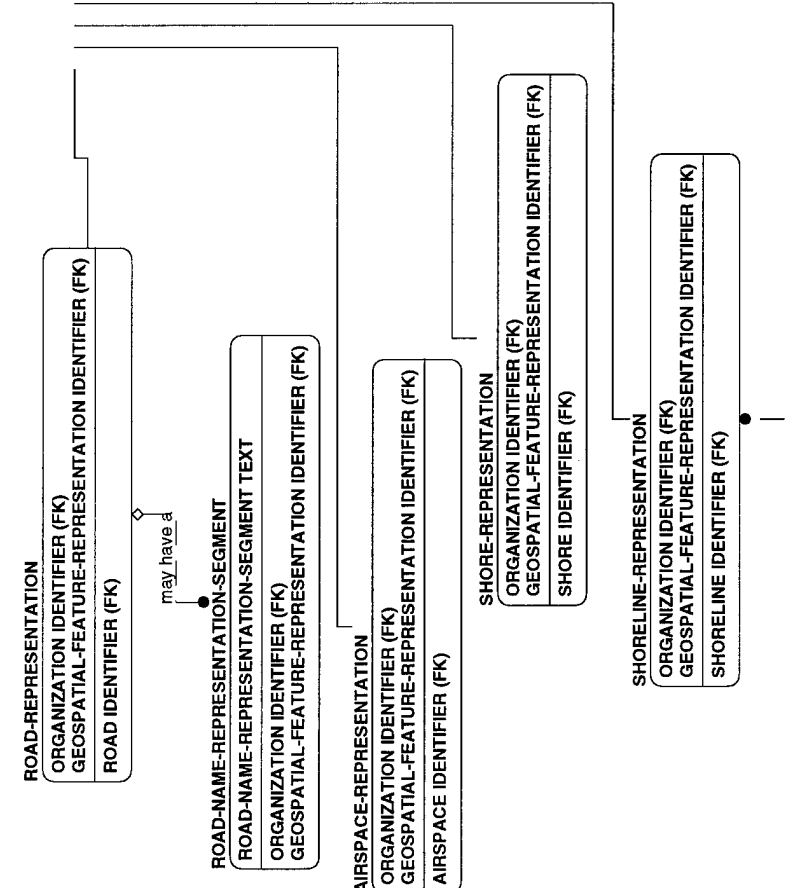 ROAD-REPRESENTATION
ORGANIZATION IDENTIFIER (FK)
GEOSPATIAL-FEATURE-REPRESENTATION IDENTIFIER (FK)
ROAD IDENTIFIER (FK)
may have a
ROAD-NAME-REPRESENTATION-SEGMENT
ROAD-NAME-REPRESENTATION-SEGMENT TEXT
ORGANIZATION IDENTIFIER (FK)
GEOSPATIAL-FEATURE-REPRESENTATION IDENTIFIER (FK)
AIRSPACE-REPRESENTATION
ORGANIZATION IDENTIFIER (FK)
GEOSPATIAL-FEATURE-REPRESENTATION IDENTIFIER (FK)
AIRSPACE IDENTIFIER (FK)
SHORE-REPRESENTATION
ORGANIZATION IDENTIFIER (FK)
GEOSPATIAL-FEATURE-REPRESENTATION IDENTIFIER (FK)
SHORE IDENTIFIER (FK)
SHORELINE-REPRESENTATION
ORGANIZATION IDENTIFIER (FK)
GEOSPATIAL-FEATURE-REPRESENTATION IDENTIFIER (FK)
SHORELINE IDENTIFIER (FK)